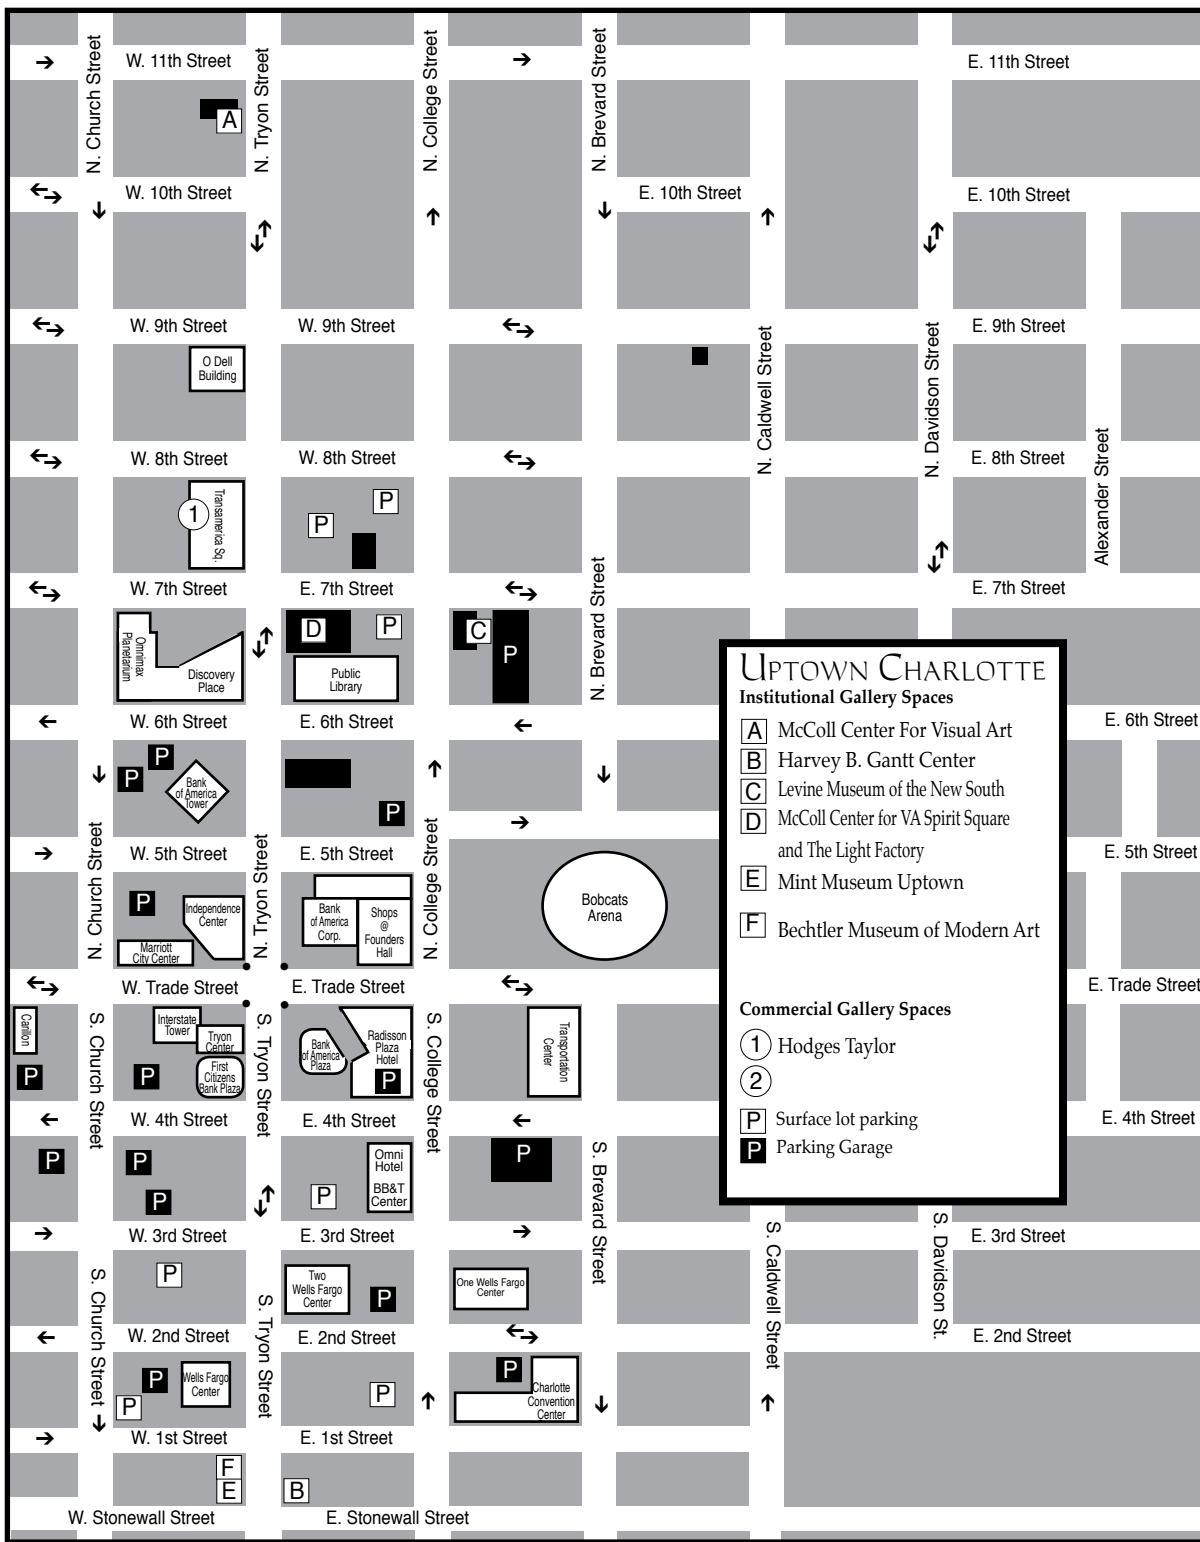 N. Church Street
N. Tryon Street
N. College Street
N. Brevard Street
W. 11th Street
E. 11th Street
A
W. 10th Street
E. 10th Street
E. 10th Street
W. 9th Street
W. 9th Street
E. 9th Street
O Dell
Building
N. Caldwell Street
N. Davidson Street
W. 8th Street
W. 8th Street
E. 8th Street
Alexander Street
1
Transamerica Sq.
P
P
W. 7th Street
E. 7th Street
E. 7th Street
N. Brevard Street
Omnimax
Planetarium
Discovery
Place
D
P
Public
Library
C
P
W. 6th Street
E. 6th Street
E. 6th Street
P
P
Bank
of America
Tower
P
N. Church Street
N. Tryon Street
N. College Street
W. 5th Street
E. 5th Street
E. 5th Street
P
Independence
Center
Marriott
City Center
Bank
of America
Corp.
Shops
@
Founders
Hall
Bobcats
Arena
W. Trade Street
E. Trade Street
E. Trade Street
Carillon
P
S. Church Street
Interstate
Tower
Tryon
Center
First
Citizens
Bank Plaza
P
S. Tryon Street
Bank
of America
Plaza
Radisson
Plaza
Hotel
P
S. College Street
Transportation
Center
W. 4th Street
E. 4th Street
E. 4th Street
P
P
P
P
Omni
Hotel
BB&T
Center
P
S. Brevard Street
W. 3rd Street
E. 3rd Street
E. 3rd Street
S. Caldwell Street
S. Davidson St.
S. Church Street
P
S. Tryon Street
Two
Wells Fargo
Center
P
One Wells Fargo
Center
W. 2nd Street
E. 2nd Street
E. 2nd Street
P
P
Wells Fargo
Center
P
P
Charlotte
Convention
Center
W. 1st Street
E. 1st Street
F
E
B
W. Stonewall Street
E. Stonewall Street
UPTOWN CHARLOTTE
Institutional Gallery Spaces
A McColl Center For Visual Art
B Harvey B. Gantt Center
C Levine Museum of the New South
D McColl Center for VA Spirit Square
and The Light Factory
E Mint Museum Uptown
F Bechtler Museum of Modern Art
Commercial Gallery Spaces
1 Hodges Taylor
2
P Surface lot parking
P Parking Garage